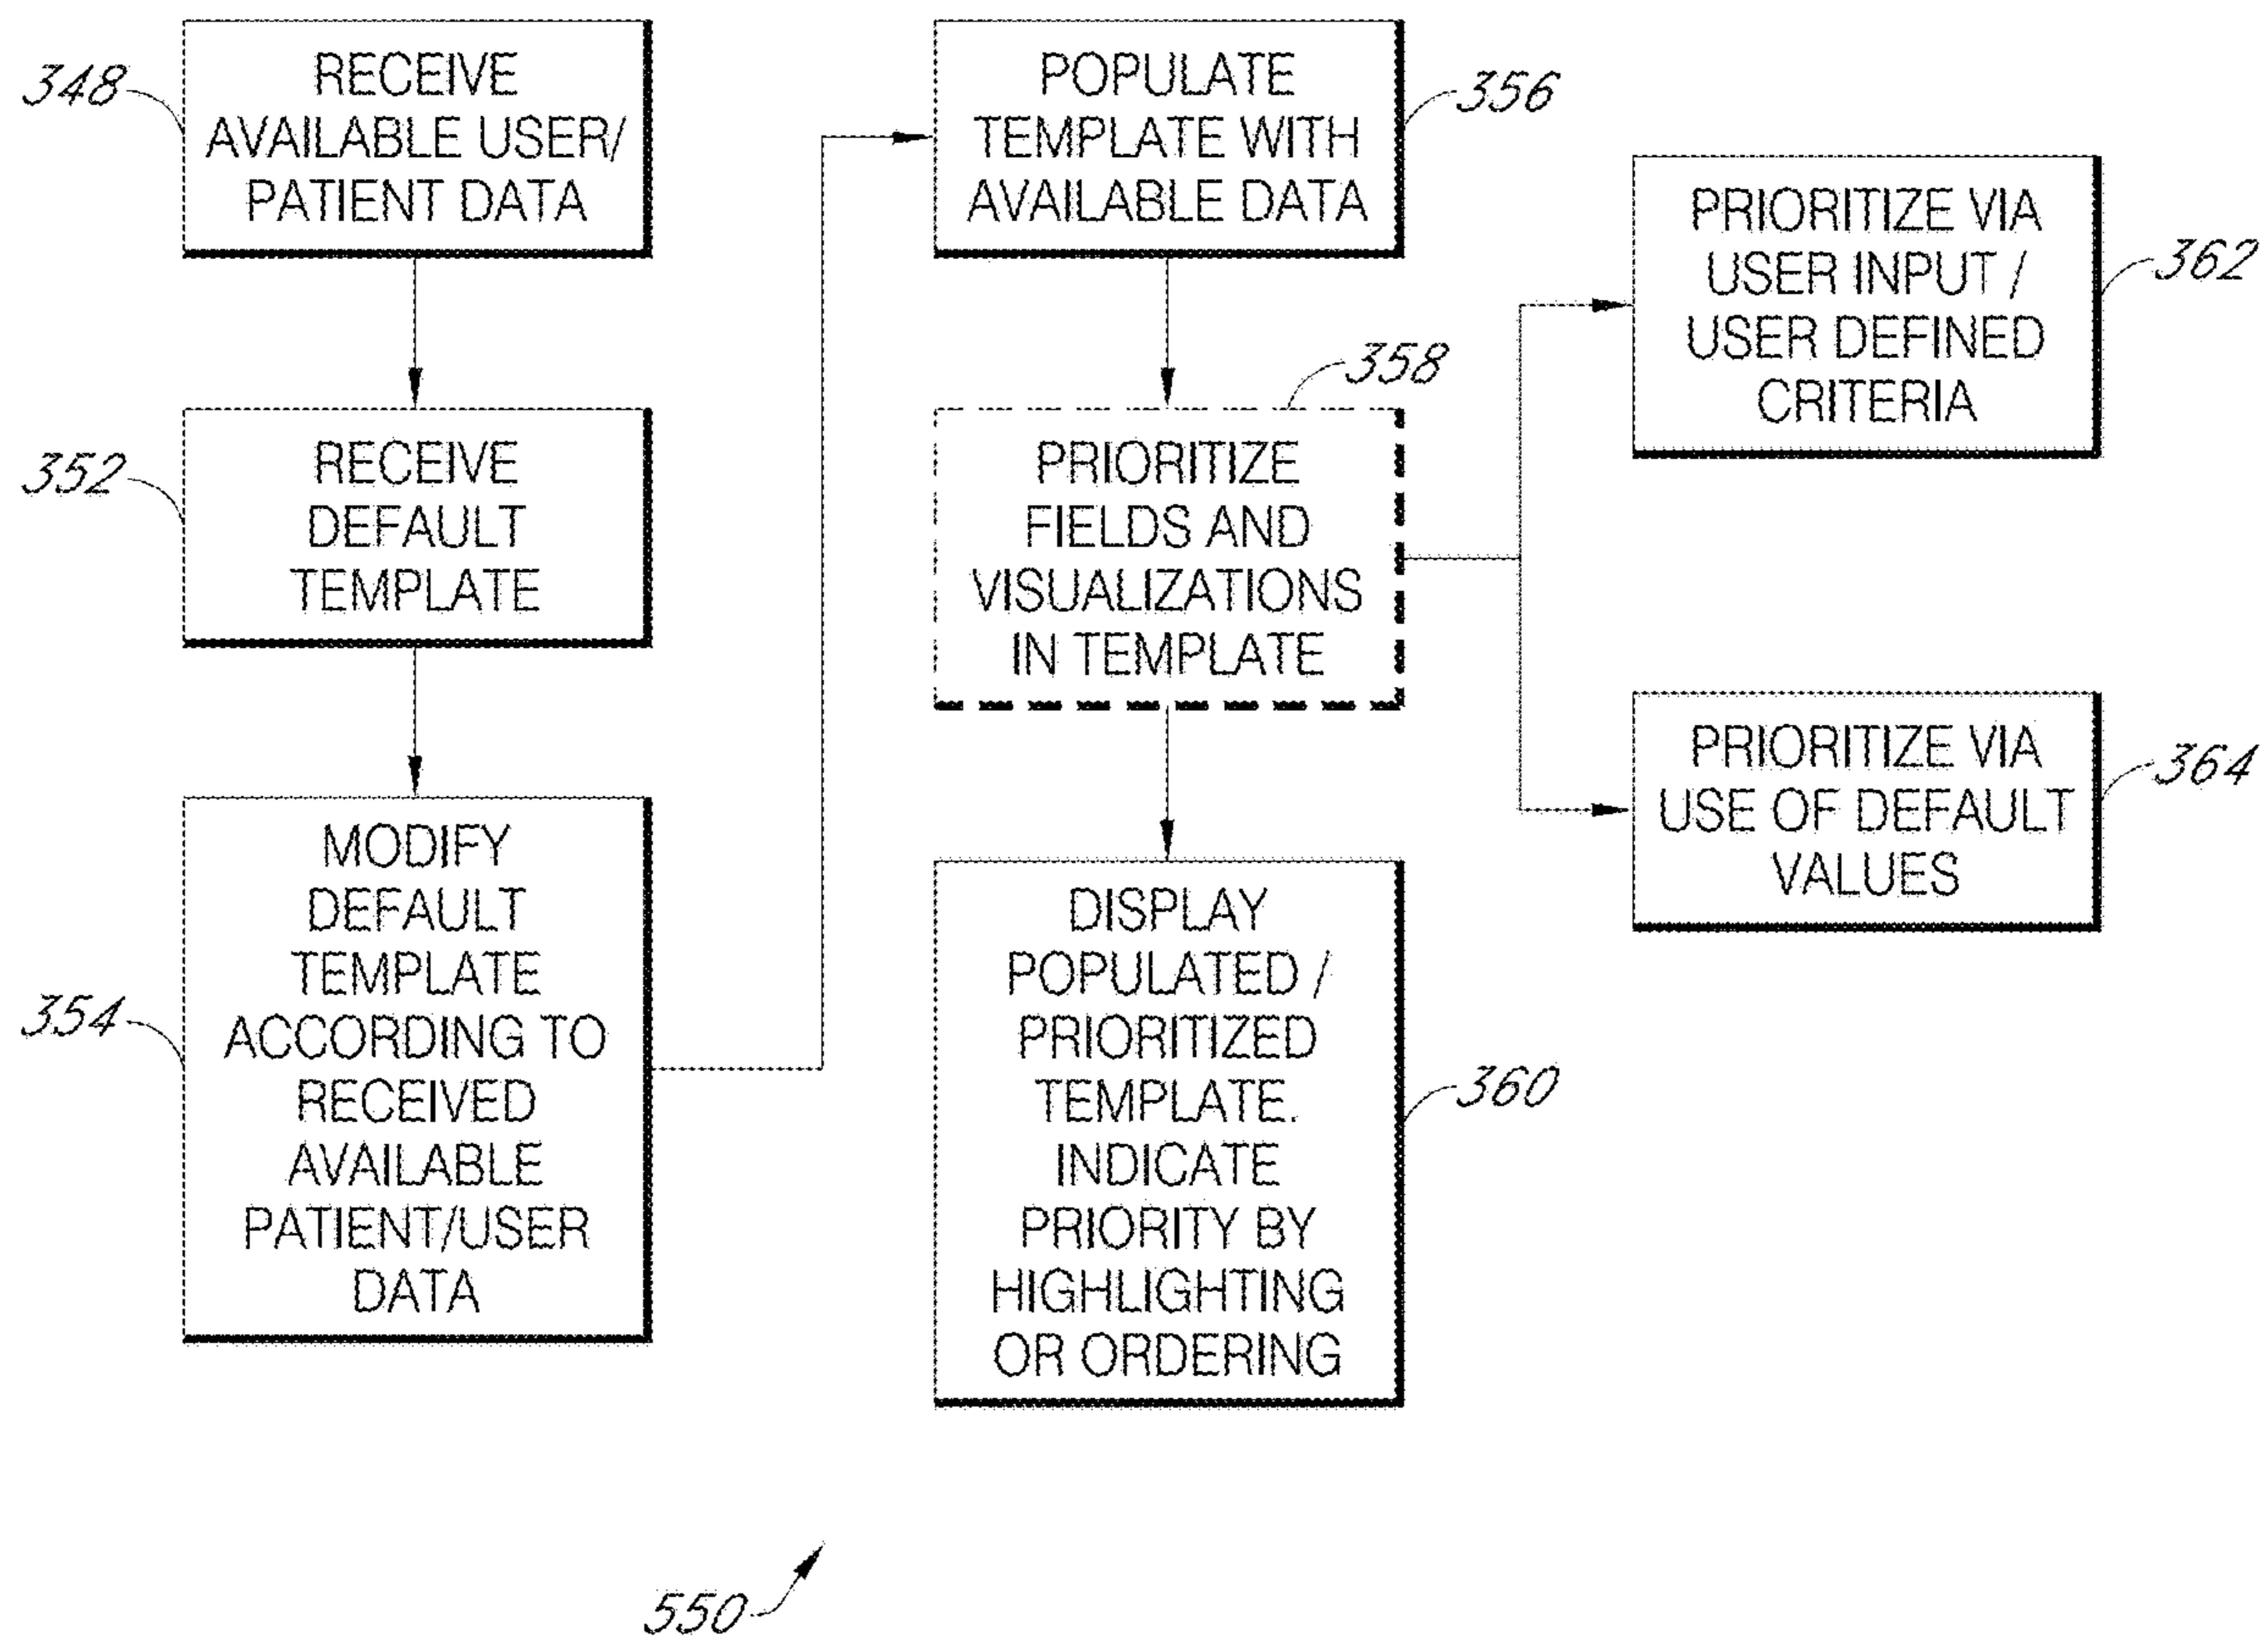 348
RECEIVE
AVAILABLE USER/
PATIENT DATA
352
RECEIVE
DEFAULT
TEMPLATE
354
MODIFY
DEFAULT
TEMPLATE
ACCORDING TO
RECEIVED
AVAILABLE
PATIENT/USER
DATA
POPULATE
TEMPLATE WITH
AVAILABLE DATA
356
358
PRIORITIZE
FIELDS AND
VISUALIZATIONS
IN TEMPLATE
DISPLAY
POPULATED /
PRIORITIZED
TEMPLATE.
INDICATE
PRIORITY BY
HIGHLIGHTING
OR ORDERING
360
PRIORITIZE VIA
USER INPUT /
USER DEFINED
CRITERIA
362
PRIORITIZE VIA
USE OF DEFAULT
VALUES
364
550